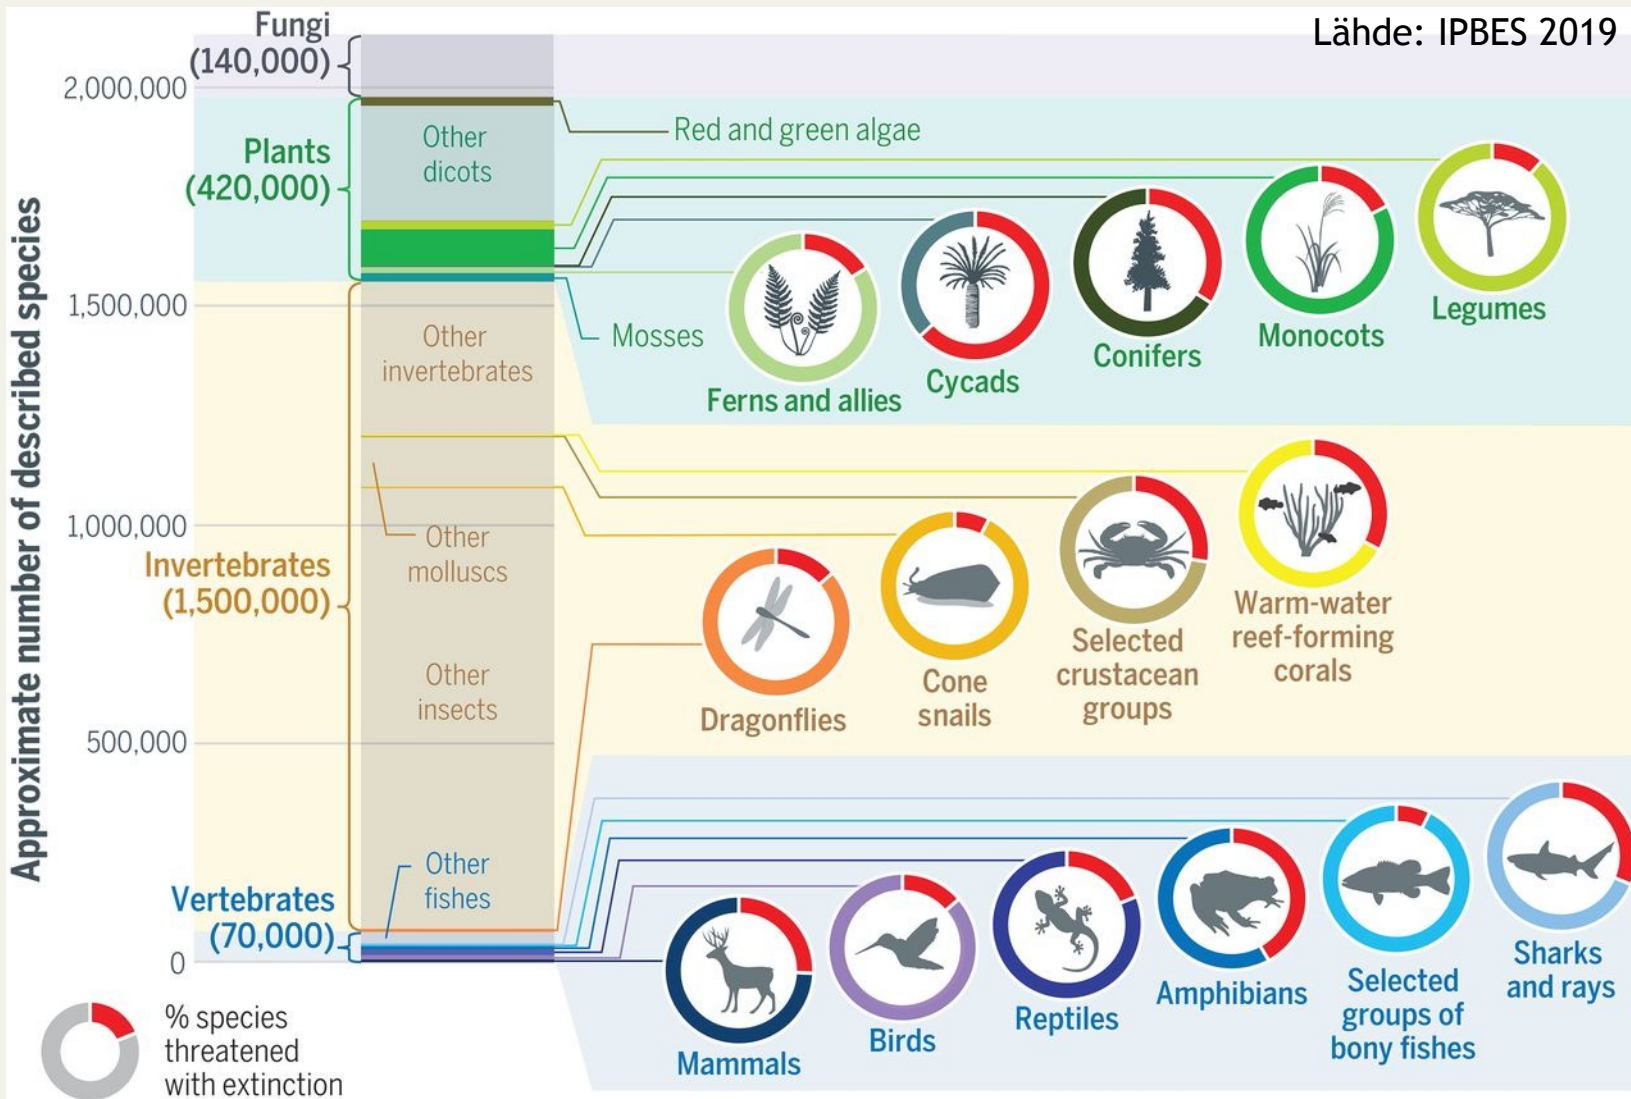 Lähde: IPBES 2019
Approximate number of described species
Fungi
(140,000)
2,000,000
Plants
(420,000)
1,500,000
1,000,000
Invertebrates
(1,500,000)
500,000
Vertebrates
(70,000)
0
Other
dicots
Other
invertebrates
Other
molluscs
Other
insects
Other
fishes
Red and green algae
Mosses
Ferns and allies
Cycads
Conifers
Monocots
Legumes
Dragonflies
Cone
snails
Selected
crustacean
groups
Warm-water
reef-forming
corals
Mammals
Birds
Reptiles
Amphibians
Selected
groups of
bony fishes
Sharks
and rays
% species
threatened
with extinction